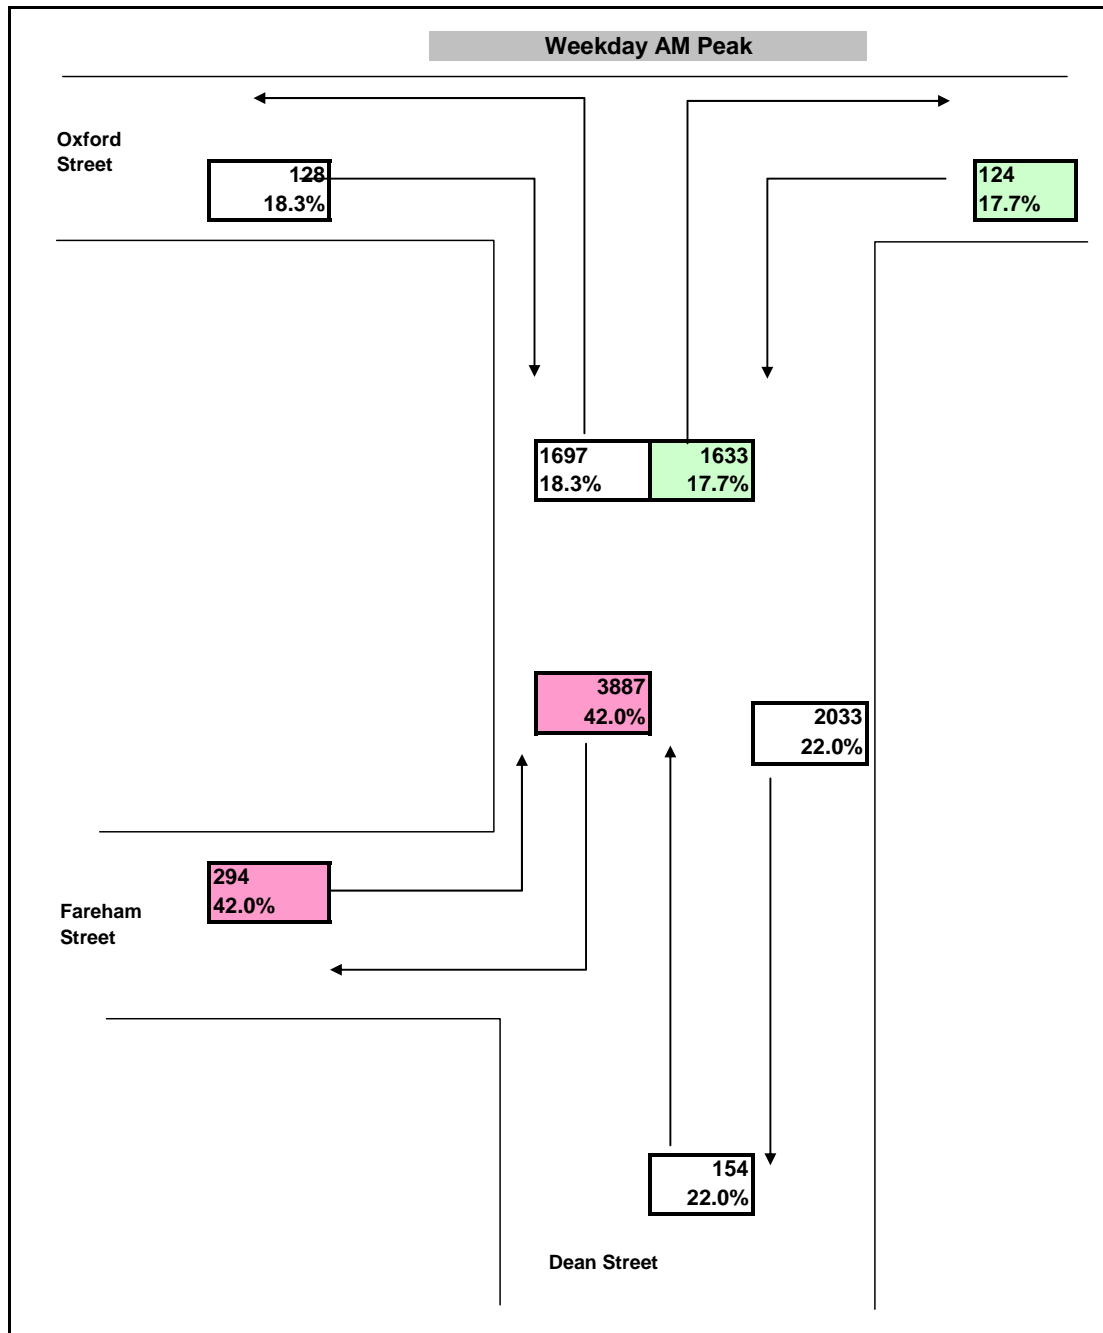 Weekday AM Peak
Oxford
Street
128
18.3%
124
17.7%
1697
18.3%
1633
17.7%
3887
42.0%
2033
22.0%
294
42.0%
Fareham
Street
154
22.0%
Dean Street